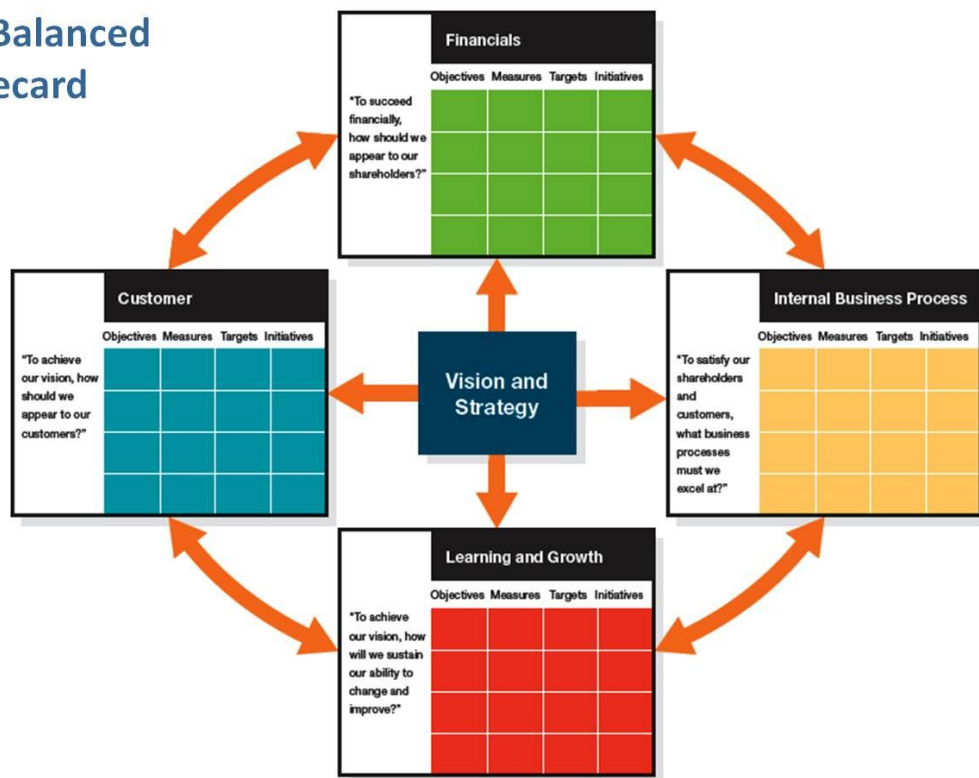 Balanced
ecard
Financials
Objectives Measures Targets Initiatives
"To succeed
financially,
how should we
appear to our
shareholders?"
Customer
Objectives Measures Targets Initiatives
"To achieve
our vision, how
should we
appear to our
customers?"
Vision and
Strategy
Internal Business Process
Objectives Measures Targets Initiatives
"To satisfy our
shareholders
and
customers,
what business
processes
must we
excel at?"
Learning and Growth
Objectives Measures Targets Initiatives
"To achieve
our vision, how
will we sustain
our ability to
change and
improve?"